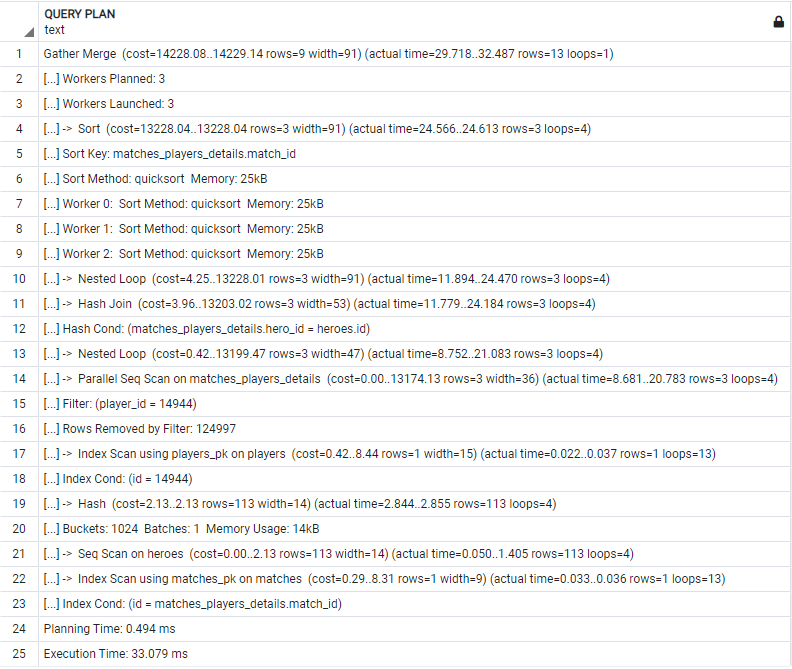 QUERY PLAN
text
1 Gather Merge (cost=14228.08..14229.14 rows=9 width=91) (actual time=29.718..32.487 rows=13 loops=1)
2 [...] Workers Planned: 3
3 [...] Workers Launched: 3
4 [...] -> Sort (cost=13228.04..13228.04 rows=3 width=91) (actual time=24.566..24.613 rows=3 loops=4)
5 [...] Sort Key: matches_players_details.match_id
6 [...] Sort Method: quicksort Memory: 25kB
7 [...] Worker 0: Sort Method: quicksort Memory: 25kB
8 [...] Worker 1: Sort Method: quicksort Memory: 25kB
9 [...] Worker 2: Sort Method: quicksort Memory: 25kB
10 [...] -> Nested Loop (cost=4.25..13228.01 rows=3 width=91) (actual time=11.894..24.470 rows=3 loops=4)
11 [...] -> Hash Join (cost=3.96..13203.02 rows=3 width=53) (actual time=11.779..24.184 rows=3 loops=4)
12 [...] Hash Cond: (matches_players_details.hero_id = heroes.id)
13 [...] -> Nested Loop (cost=0.42..13199.47 rows=3 width=47) (actual time=8.752..21.083 rows=3 loops=4)
14 [...] -> Parallel Seq Scan on matches_players_details (cost=0.00..13174.13 rows=3 width=36) (actual time=8.681..20.783 rows=3 loops=4)
15 [...] Filter: (player_id = 14944)
16 [...] Rows Removed by Filter: 124997
17 [...] -> Index Scan using players_pk on players (cost=0.42..8.44 rows=1 width=15) (actual time=0.022..0.037 rows=1 loops=13)
18 [...] Index Cond: (id = 14944)
19 [...] -> Hash (cost=2.13..2.13 rows=113 width=14) (actual time=2.844..2.855 rows=113 loops=4)
20 [...] Buckets: 1024 Batches: 1 Memory Usage: 14kB
21 [...] -> Seq Scan on heroes (cost=0.00..2.13 rows=113 width=14) (actual time=0.050..1.405 rows=113 loops=4)
22 [...] -> Index Scan using matches_pk on matches (cost=0.29..8.31 rows=1 width=9) (actual time=0.033..0.036 rows=1 loops=13)
23 [...] Index Cond: (id = matches_players_details.match_id)
24 Planning Time: 0.494 ms
25 Execution Time: 33.079 ms